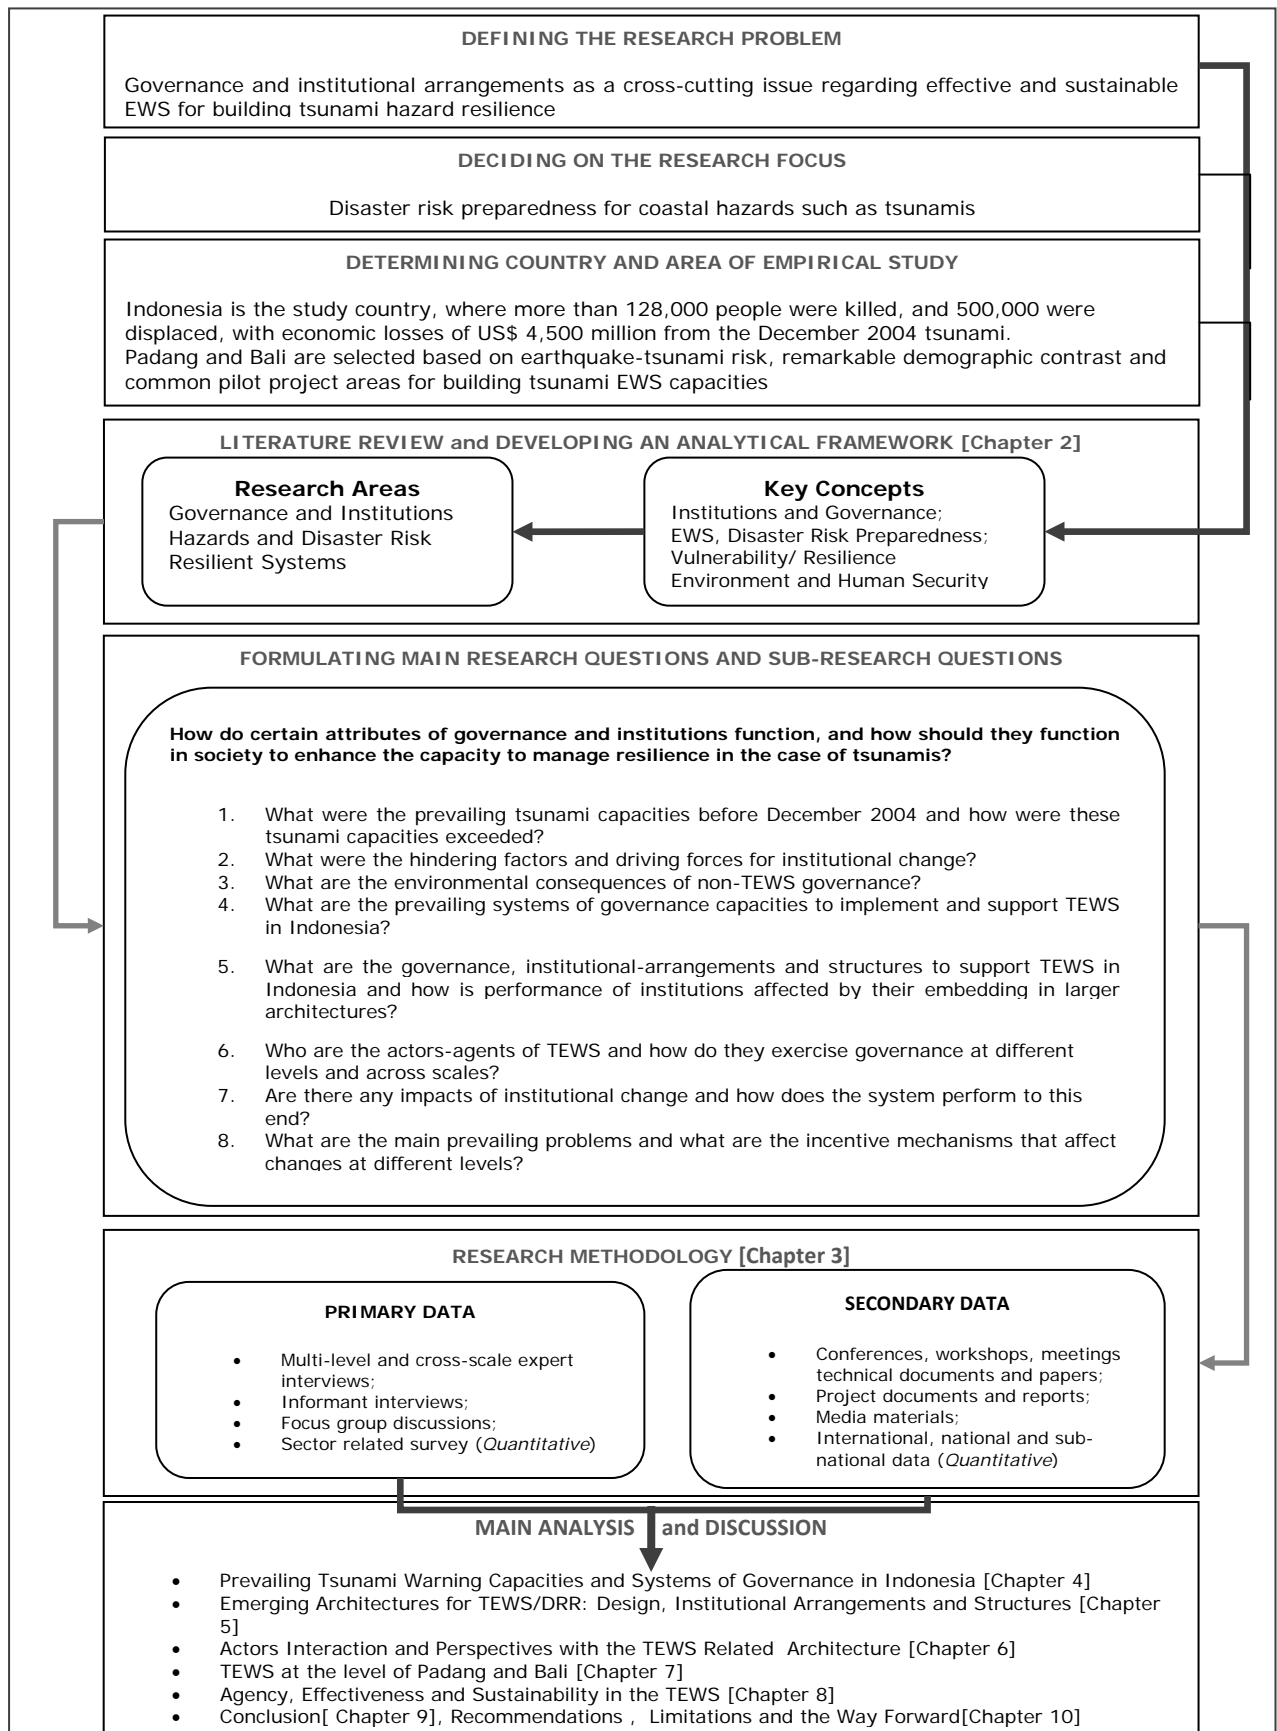 DEFINING THE RESEARCH PROBLEM
Governance and institutional arrangements as a cross-cutting issue regarding effective and sustainable
EWS for building tsunami hazard resilience
DECIDING ON THE RESEARCH FOCUS
Disaster risk preparedness for coastal hazards such as tsunamis
DETERMINING COUNTRY AND AREA OF EMPIRICAL STUDY
Indonesia is the study country, where more than 128,000 people were killed, and 500,000 were
displaced, with economic losses of US$ 4,500 million from the December 2004 tsunami.
Padang and Bali are selected based on earthquake-tsunami risk, remarkable demographic contrast and
common pilot project areas for building tsunami EWS capacities
LITERATURE REVIEW and DEVELOPING AN ANALYTICAL FRAMEWORK [Chapter 2]
Research Areas
Governance and Institutions
Hazards and Disaster Risk
Resilient Systems
Key Concepts
Institutions and Governance;
EWS, Disaster Risk Preparedness;
Vulnerability/ Resilience
Environment and Human Security
FORMULATING MAIN RESEARCH QUESTIONS AND SUB-RESEARCH QUESTIONS
How do certain attributes of governance and institutions function, and how should they function
in society to enhance the capacity to manage resilience in the case of tsunamis?
1. What were the prevailing tsunami capacities before December 2004 and how were these
tsunami capacities exceeded?
2. What were the hindering factors and driving forces for institutional change?
3. What are the environmental consequences of non-TEWS governance?
4. What are the prevailing systems of governance capacities to implement and support TEWS
in Indonesia?
5. What are the governance, institutional-arrangements and structures to support TEWS in
Indonesia and how is performance of institutions affected by their embedding in larger
architectures?
6. Who are the actors-agents of TEWS and how do they exercise governance at different
levels and across scales?
7. Are there any impacts of institutional change and how does the system perform to this
end?
8. What are the main prevailing problems and what are the incentive mechanisms that affect
changes at different levels?
RESEARCH METHODOLOGY [Chapter 3]
PRIMARY DATA
• Multi-level and cross-scale expert
interviews;
• Informant interviews;
• Focus group discussions;
• Sector related survey (Quantitative)
SECONDARY DATA
• Conferences, workshops, meetings
technical documents and papers;
• Project documents and reports;
• Media materials;
• International, national and sub-
national data (Quantitative)
MAIN ANALYSIS and DISCUSSION
• Prevailing Tsunami Warning Capacities and Systems of Governance in Indonesia [Chapter 4]
• Emerging Architectures for TEWS/DRR: Design, Institutional Arrangements and Structures [Chapter
5]
• Actors Interaction and Perspectives with the TEWS Related Architecture [Chapter 6]
• TEWS at the level of Padang and Bali [Chapter 7]
• Agency, Effectiveness and Sustainability in the TEWS [Chapter 8]
• Conclusion[ Chapter 9], Recommendations , Limitations and the Way Forward[Chapter 10]